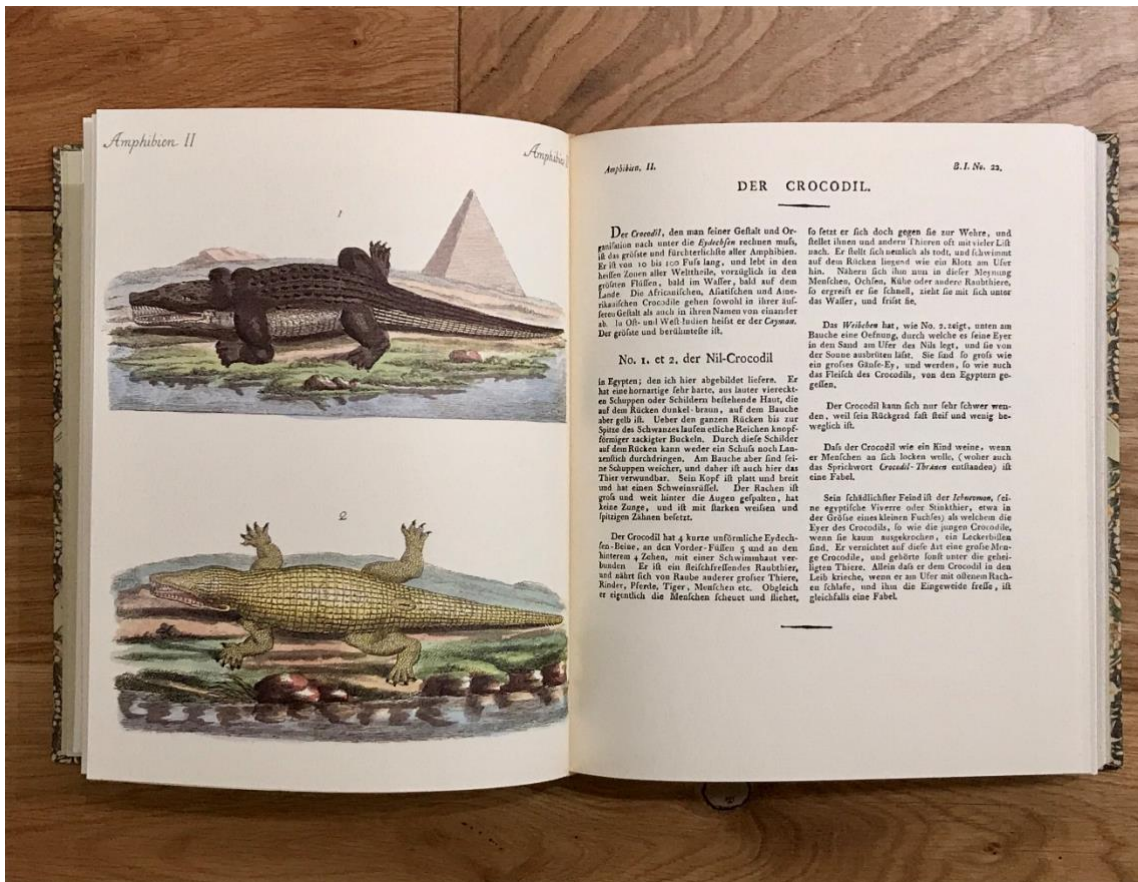 Amphibien II
Amphibie
1
2
Amphibien, II.
B. I. No. 22.
DER CROCODIL.
Der Crocodil, den man ſeiner Geſtalt und Or-
ganiſation nach unter die Eydechſen rechnen muſs,
iſt das gröſste und fürchterlichſte aller Amphibien.
Er iſt von 10 bis 100 Fuſs lang, und lebt in den
heiſſen Zonen aller Welttheile, vorzüglich in den
gröſsten Flüſſen, bald im Waſſer, bald auf dem
Lande. Die Africaniſchen, Aſiatiſchen und Ame-
rikaniſchen Crocodile gehen ſowohl in ihrer äuſ-
ſeren Geſtalt als auch in ihren Namen von einander
ab. In Oſt- und Weſt-Indien heiſst er der Cayman.
Der gröſste und berühmteſte iſt.
No. 1. et 2. der Nil-Crocodil
in Egypten; den ich hier abgebildet liefere. Er
hat eine hornartige ſehr harte, aus lauter viereckt-
en Schuppen oder Schildern beſtehende Haut, die
auf dem Rücken dunkel-braun, auf dem Bauche
aber gelb iſt. Ueber den ganzen Rücken bis zur
Spitze des Schwanzes laufen etliche Reichen knopf-
förmiger zackigter Buckeln. Durch dieſe Schilder
auf dem Rücken kann weder ein Schuſs noch Lan-
zenſtich durchdringen. Am Bauche aber ſind ſei-
ne Schuppen weicher, und daher iſt auch hier das
Thier verwundbar. Sein Kopf iſt platt und breit
und hat einen Schweinsrüſſel. Der Rachen iſt
groſs und weit hinter die Augen geſpalten, hat
keine Zunge, und iſt mit ſtarken weiſsen und
ſpitzigen Zähnen beſetzt.
Der Crocodil hat 4 kurze unförmliche Eydech-
ſen-Beine, an den Vorder-Füſſen 5 und an den
hinterem 4 Zehen, mit einer Schwimmhaut ver-
bunden Er iſt ein fleiſchfreſſendes Raubthier,
und nährt ſich von Raube anderer groſser Thiere,
Rinder, Pferde, Tiger, Menſchen etc. Obgleich
er eigentlich die Menſchen ſcheuet und fliehet,
ſo ſetzt er ſich doch gegen ſie zur Wehre, und
ſtellet ihnen und andern Thieren oft mit vieler Liſt
nach. Er ſtellt ſich nemlich als todt, und ſchwimmt
auf dem Rücken liegend wie ein Klotz am Ufer
hin. Nähern ſich ihm nun in dieſer Meynung
Menſchen, Ochſen, Kühe oder andere Raubthiere,
ſo ergreift er ſie ſchnell, zieht ſie mit ſich unter
das Waſſer, und friſst ſie.
Das Weibchen hat, wie No. 2. zeigt, unten am
Bauche eine Oefnung, durch welche es ſeine Eyer
in den Sand am Ufer des Nils legt, und ſie von
der Sonne ausbrüten läſst. Sie ſind ſo groſs wie
ein groſses Gänſe-Ey, und werden, ſo wie auch
das Fleiſch des Crocodils, von den Egyptern ge-
geſſen.
Der Crocodil kann ſich nur ſehr ſchwer wen-
den, weil ſein Rückgrad faſt ſteif und wenig be-
weglich iſt.
Daſs der Crocodil wie ein Kind weine, wenn
er Menſchen an ſich locken wolle, (woher auch
das Sprichwort Crocodil-Thränen entſtanden) iſt
eine Fabel.
Sein ſchädlichſter Feind iſt der Ichneumon, (ei-
ne egyptiſche Viverre oder Stinkthier, etwa in
der Gröſse eines kleinen Fuchſes) als welchem die
Eyer des Crocodils, ſo wie die jungen Crocodile,
wenn ſie kaum ausgekrochen, ein Leckerbiſſen
ſind. Er vernichtet auf dieſe Art eine groſse Men-
ge Crocodile, und gehörte ſonſt unter die gehei-
ligten Thiere. Allein daſs er dem Crocodil in den
Leib krieche, wenn er am Ufer mit offenem Rach-
en ſchlafe, und ihm die Eingeweide freſſe, iſt
gleichfalls eine Fabel.